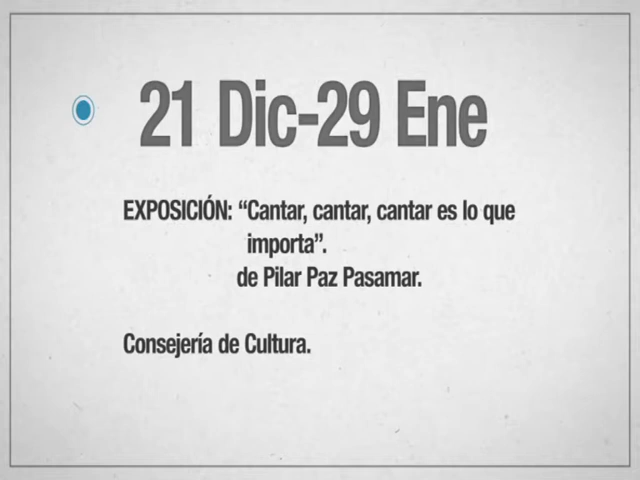 21 Dic-29 Ene
EXPOSICIÓN: “Cantar, cantar, cantar es lo que
importa”.
de Pilar Paz Pasamar.
Consejería de Cultura.